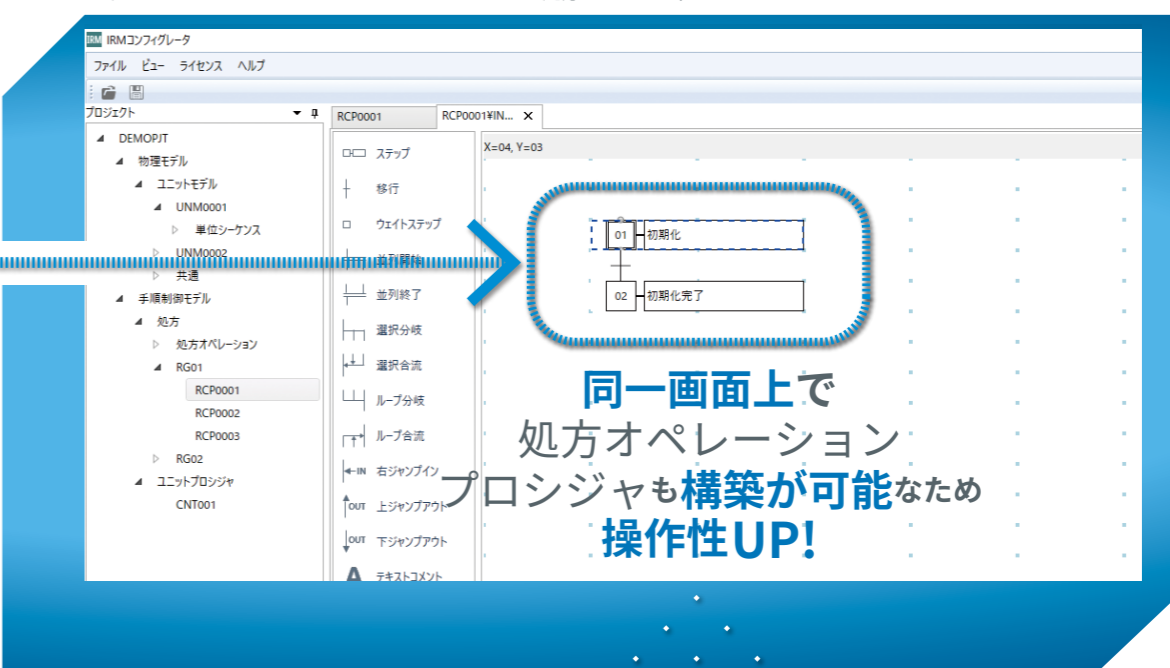 IRM IRMコンフィグレータ
ファイル ビュー ライセンス ヘルプ
プロジェクト
DEMOPJT
物理モデル
ユニットモデル
UNM0001
単位シーケンス
UNM0002
共通
手順制御モデル
処方
処方オペレーション
RG01
RCP0001
RCP0002
RCP0003
RG02
ユニットプロシジャ
CNT001
RCP0001 RCP0001¥IN...
ステップ
移行
ウェイトステップ
並列開始
並列終了
選択分岐
選択合流
ループ分岐
ループ合流
IN 右ジャンプイン
OUT 上ジャンプアウト
OUT 下ジャンプアウト
A テキストコメント
X=04, Y=03
01 初期化
02 初期化完了
同一画面上で
処方オペレーション
プロシジャも構築が可能なため
操作性UP!